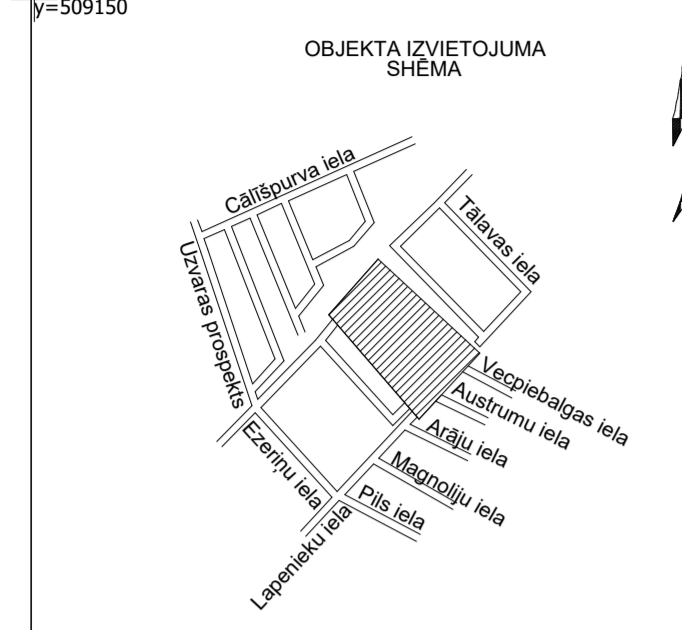 y=509150
OBJEKTA IZVIETOJUMA
SHĒMA
Cālīšpurva iela
Tālavas iela
Uzvaras prospekts
Vecpiebalgas iela
Austrumu iela
Arāju iela
Ezeriņu iela
Magnoliju iela
Pils iela
Lapenieku iela